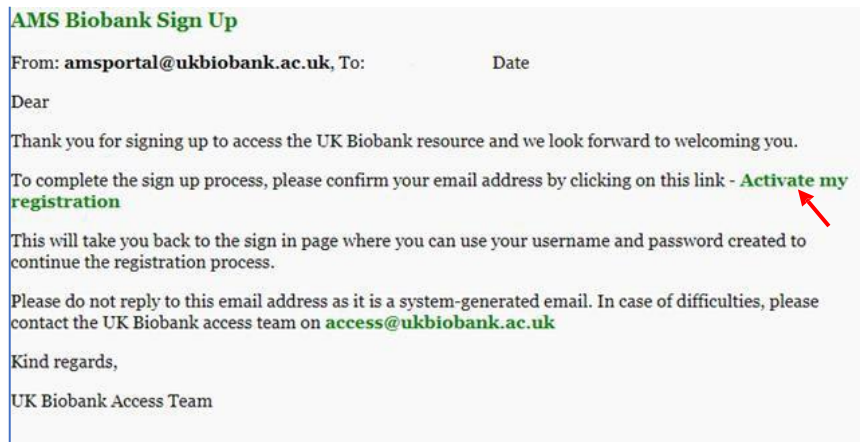 AMS Biobank Sign Up
From: amsportal@ukbiobank.ac.uk, To: Date
Dear
Thank you for signing up to access the UK Biobank resource and we look forward to welcoming you.
To complete the sign up process, please confirm your email address by clicking on this link - Activate my
registration
This will take you back to the sign in page where you can use your username and password created to
continue the registration process.
Please do not reply to this email address as it is a system-generated email. In case of difficulties, please
contact the UK Biobank access team on access@ukbiobank.ac.uk
Kind regards,
UK Biobank Access Team